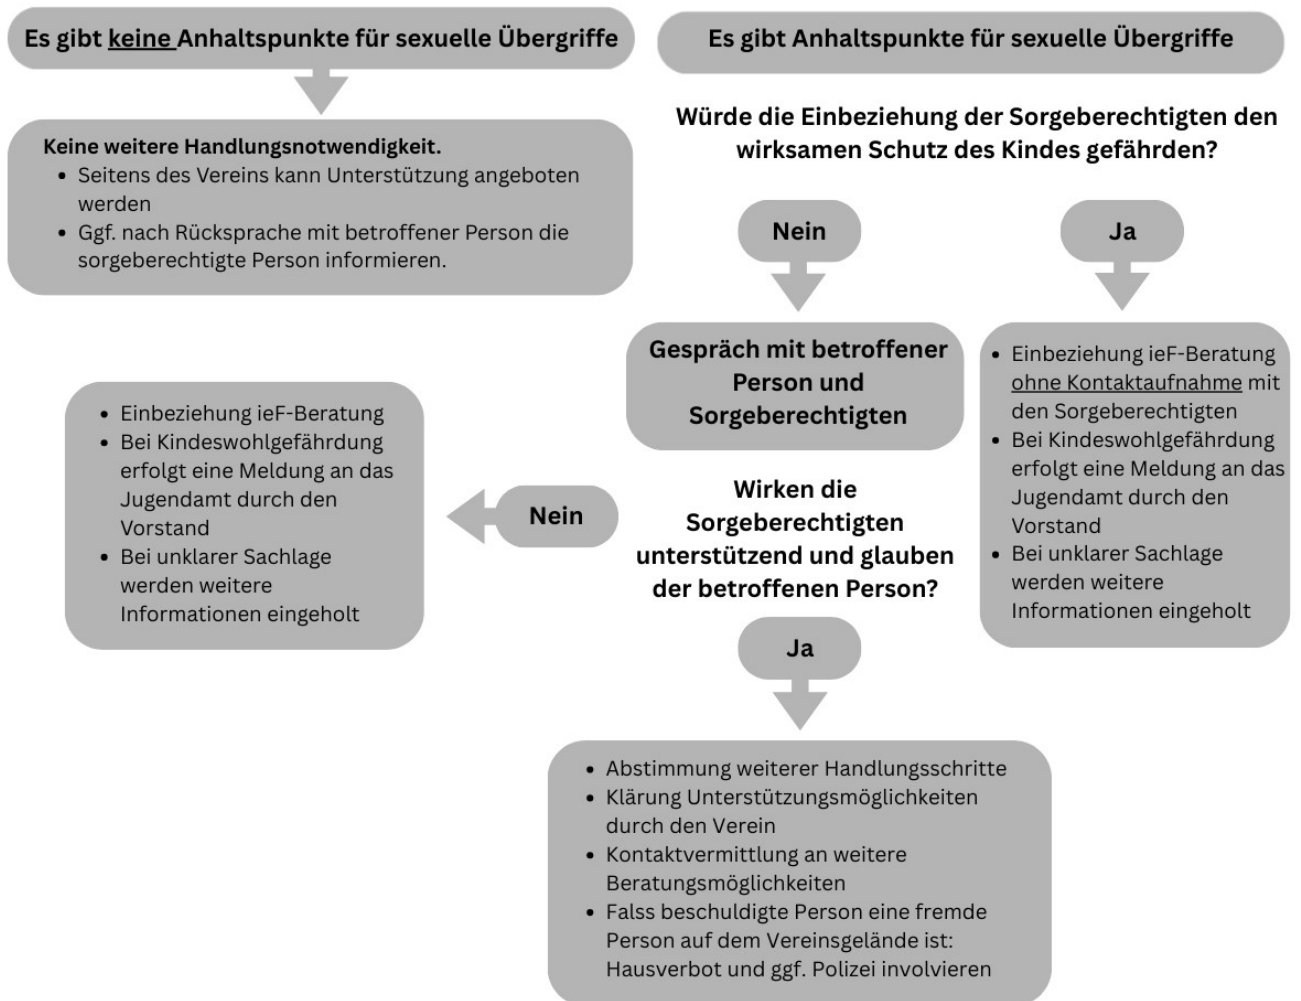 Es gibt keine Anhaltspunkte für sexuelle Übergriffe
Keine weitere Handlungsnotwendigkeit.
• Seitens des Vereins kann Unterstützung angeboten
werden
• Ggf. nach Rücksprache mit betroffener Person die
sorgeberechtigte Person informieren.
Es gibt Anhaltspunkte für sexuelle Übergriffe
Würde die Einbeziehung der Sorgeberechtigten den
wirksamen Schutz des Kindes gefährden?
Nein
Ja
Gespräch mit betroffener
Person und
Sorgeberechtigten
• Einbeziehung ieF-Beratung
ohne Kontaktaufnahme mit
den Sorgeberechtigten
• Bei Kindeswohlgefährdung
erfolgt eine Meldung an das
Jugendamt durch den
Vorstand
• Bei unklarer Sachlage
werden weitere
Informationen eingeholt
Wirken die
Sorgeberechtigten
unterstützend und glauben
der betroffenen Person?
Nein
• Einbeziehung ieF-Beratung
• Bei Kindeswohlgefährdung
erfolgt eine Meldung an das
Jugendamt durch den
Vorstand
• Bei unklarer Sachlage
werden weitere
Informationen eingeholt
Ja
• Abstimmung weiterer Handlungsschritte
• Klärung Unterstützungsmöglichkeiten
durch den Verein
• Kontaktvermittlung an weitere
Beratungsmöglichkeiten
• Falss beschuldigte Person eine fremde
Person auf dem Vereinsgelände ist:
Hausverbot und ggf. Polizei involvieren